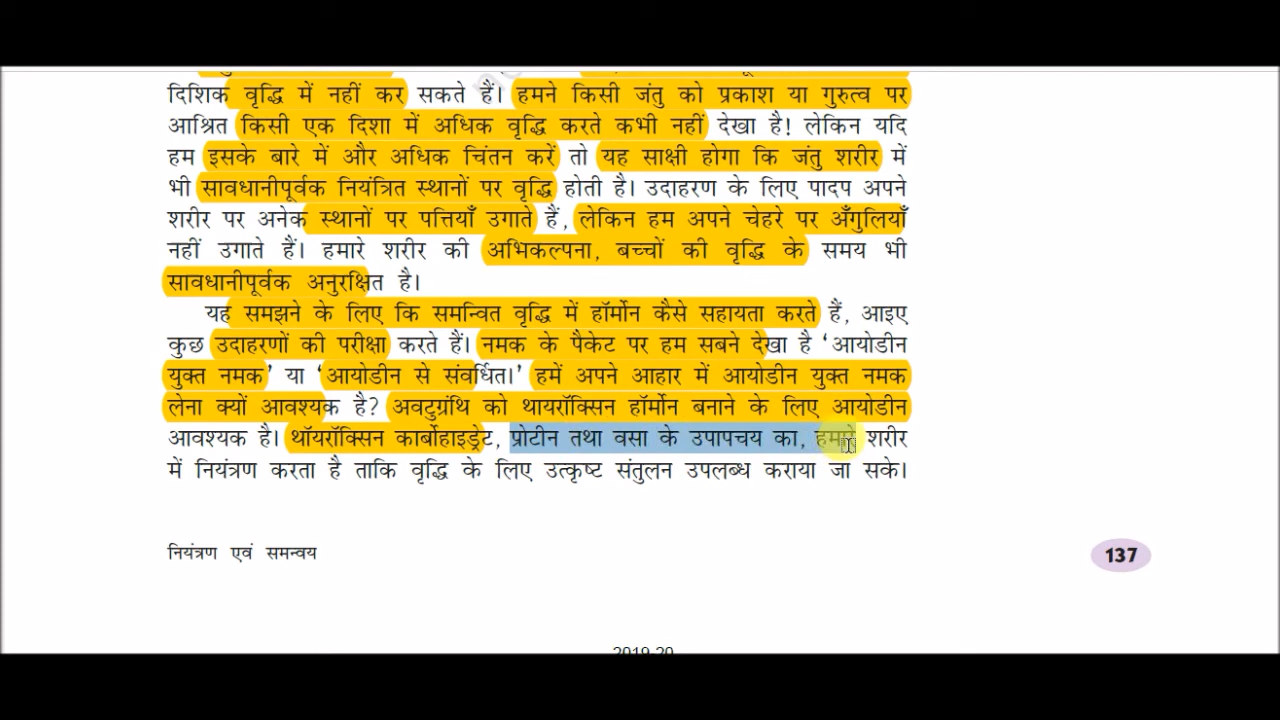 दिशिक वृद्धि में नहीं कर सकते हैं। हमने किसी जंतु को प्रकाश या गुरुत्व पर
आश्रित किसी एक दिशा में अधिक वृद्धि करते कभी नहीं देखा है! लेकिन यदि
हम इसके बारे में और अधिक चिंतन करें तो यह साक्षी होगा कि जंतु शरीर में
भी सावधानीपूर्वक नियंत्रित स्थानों पर वृद्धि होती है। उदाहरण के लिए पादप अपने
शरीर पर अनेक स्थानों पर पत्तियाँ उगाते हैं, लेकिन हम अपने चेहरे पर अँगुलियाँ
नहीं उगाते हैं। हमारे शरीर की अभिकल्पना, बच्चों की वृद्धि के समय भी
सावधानीपूर्वक अनुरक्षित है।
यह समझने के लिए कि समन्वित वृद्धि में हॉर्मोन कैसे सहायता करते हैं, आइए
कुछ उदाहरणों की परीक्षा करते हैं। नमक के पैकेट पर हम सबने देखा है ‘आयोडीन
युक्त नमक’ या ‘आयोडीन से संवर्धित।’ हमें अपने आहार में आयोडीन युक्त नमक
लेना क्यों आवश्यक है? अवटुग्रंथि को थायरॉक्सिन हॉर्मोन बनाने के लिए आयोडीन
आवश्यक है। थॉयरॉक्सिन कार्बोहाइड्रेट, प्रोटीन तथा वसा के उपापचय का, हमारे शरीर
में नियंत्रण करता है ताकि वृद्धि के लिए उत्कृष्ट संतुलन उपलब्ध कराया जा सके।
नियंत्रण एवं समन्वय
137
2019-20